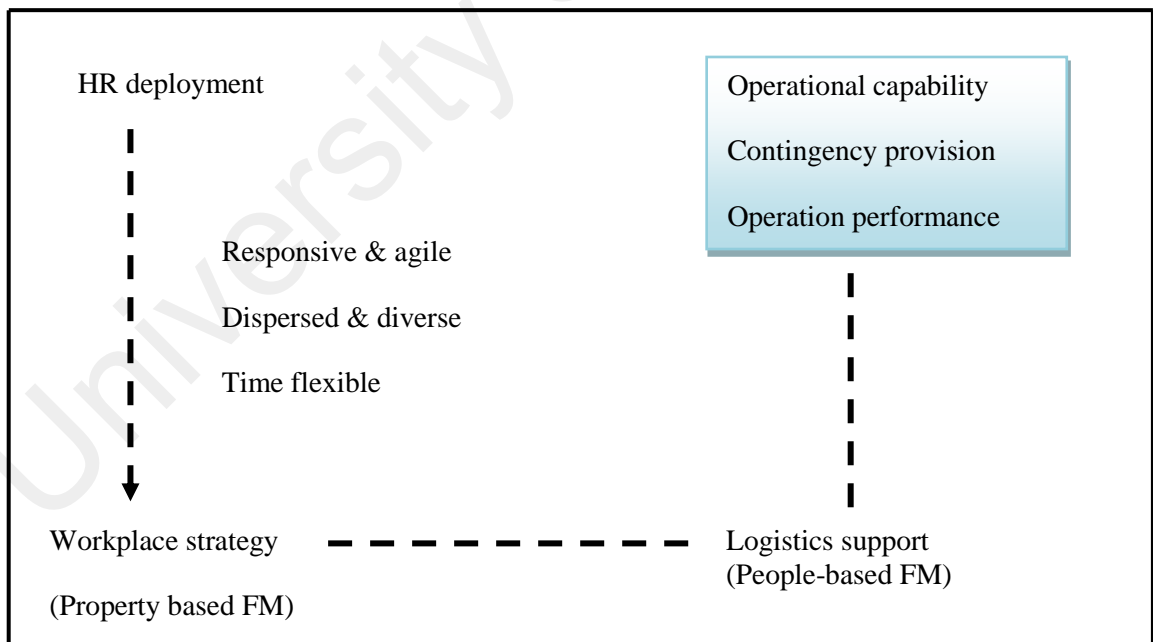 HR deployment
Responsive & agile
Dispersed & diverse
Time flexible
Workplace strategy
(Property based FM)
Operational capability
Contingency provision
Operation performance
Logistics support
(People-based FM)
University